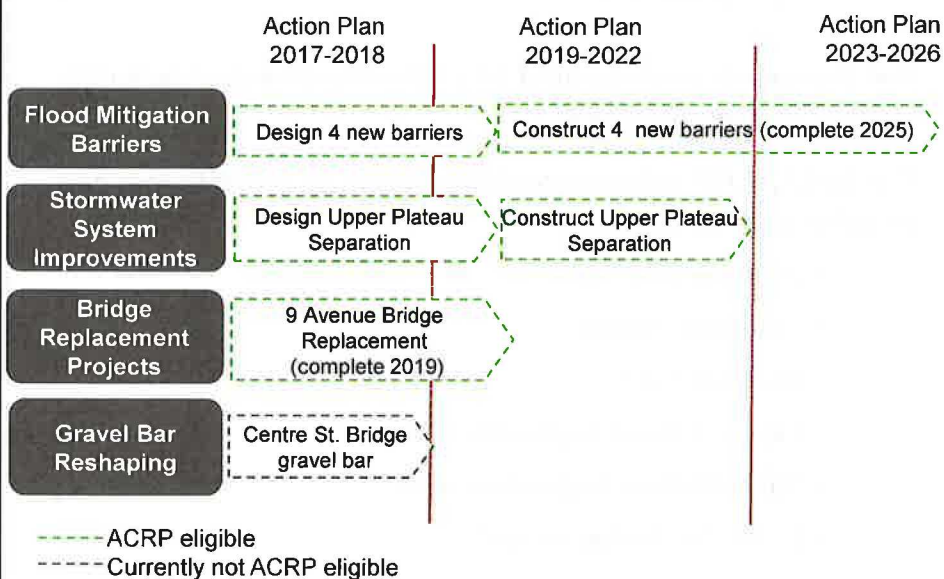 Action Plan
2017-2018
Action Plan
2019-2022
Action Plan
2023-2026
Flood Mitigation
Barriers
Design 4 new barriers
Construct 4 new barriers (complete 2025)
Stormwater
System
Improvements
Design Upper Plateau
Separation
Construct Upper Plateau
Separation
Bridge
Replacement
Projects
9 Avenue Bridge
Replacement
(complete 2019)
Gravel Bar
Reshaping
Centre St. Bridge
gravel bar
ACRP eligible
Currently not ACRP eligible